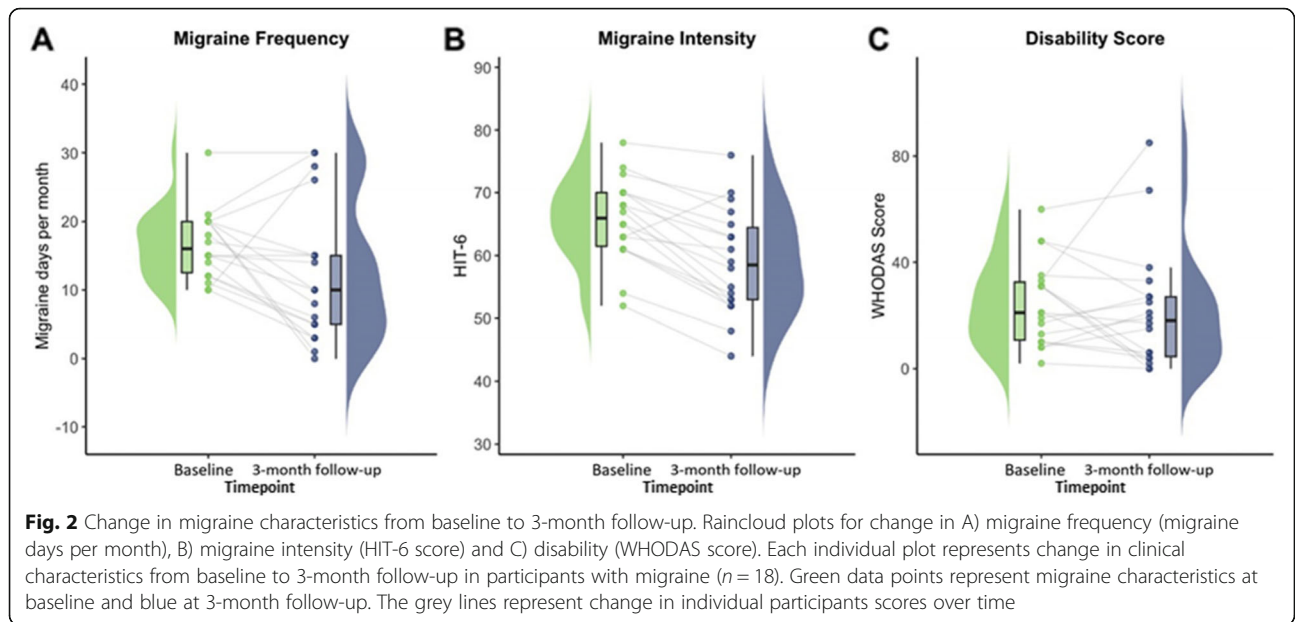 A Migraine Frequency
B Migraine Intensity
C Disability Score
Migraine days per month
40
30
20
10
0
-10
Baseline 3-month follow-up
Timepoint
HIT-6
90
80
70
60
50
40
30
Baseline 3-month follow-up
Timepoint
WHODAS Score
80
40
0
Baseline 3-month follow-up
Timepoint
Fig. 2 Change in migraine characteristics from baseline to 3-month follow-up. Raincloud plots for change in A) migraine frequency (migraine
days per month), B) migraine intensity (HIT-6 score) and C) disability (WHODAS score). Each individual plot represents change in clinical
characteristics from baseline to 3-month follow-up in participants with migraine (n = 18). Green data points represent migraine characteristics at
baseline and blue at 3-month follow-up. The grey lines represent change in individual participants scores over time